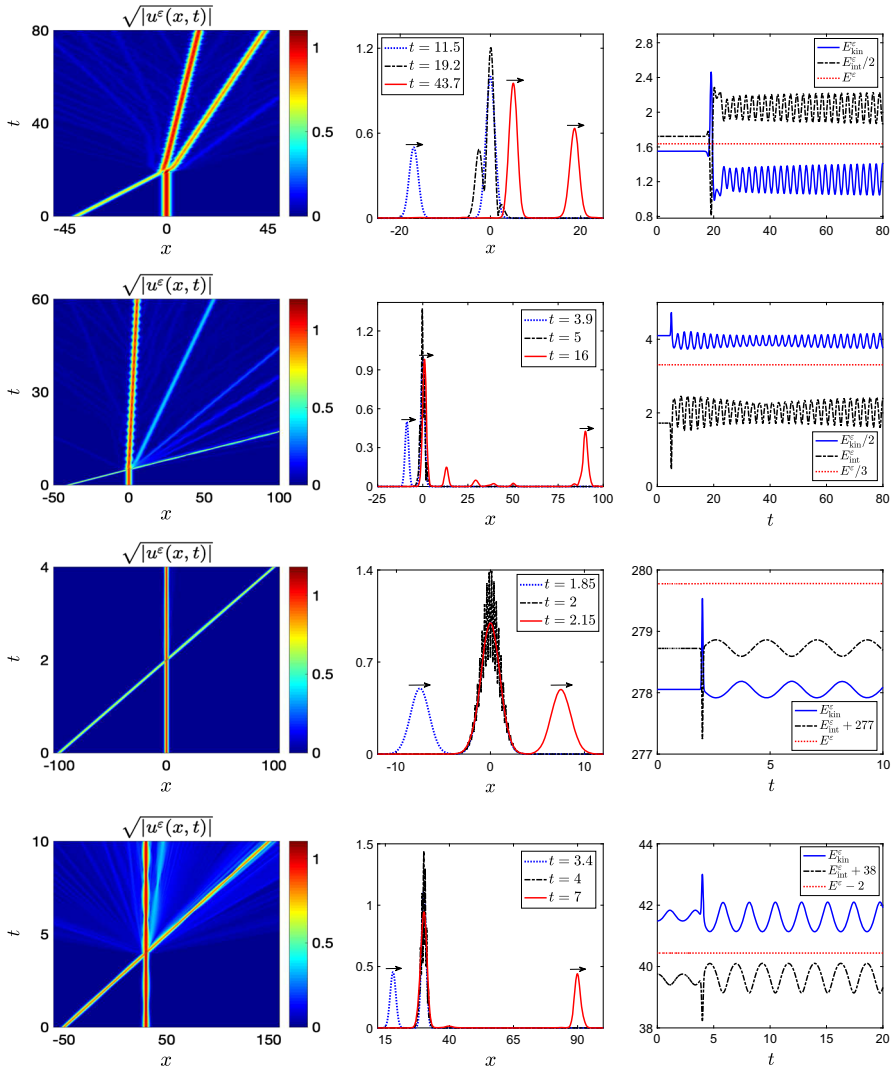 √|u^ε(x, t)|
80
40
0
t
-45 0 45
x
1
0.5
0
1.2
0.6
0
t = 11.5
t = 19.2
t = 43.7
-20 0 20
x
2.8
2.4
2
1.6
1.2
0.8
E^ε_kin
E^ε_int/2
E^ε
0 20 40 60 80
√|u^ε(x, t)|
60
30
0
t
-50 0 50 100
x
1
0.5
0
1.2
0.9
0.6
0.3
0
t = 3.9
t = 5
t = 16
-25 0 25 50 75 100
x
4
2
0
E^ε_kin/2
E^ε_int
E^ε/3
0 20 40 60 80
t
√|u^ε(x, t)|
4
2
0
t
-100 0 100
x
1
0.5
0
1.4
0.7
0
t = 1.85
t = 2
t = 2.15
-10 0 10
x
280
279
278
277
E^ε_kin
E^ε_int + 277
E^ε
0 5 10
t
√|u^ε(x, t)|
10
5
0
t
-50 50 150
x
1
0.5
0
1.5
1
0.5
0
t = 3.4
t = 4
t = 7
15 40 65 90
x
44
42
40
38
E^ε_kin
E^ε_int + 38
E^ε − 2
0 5 10 15 20
t